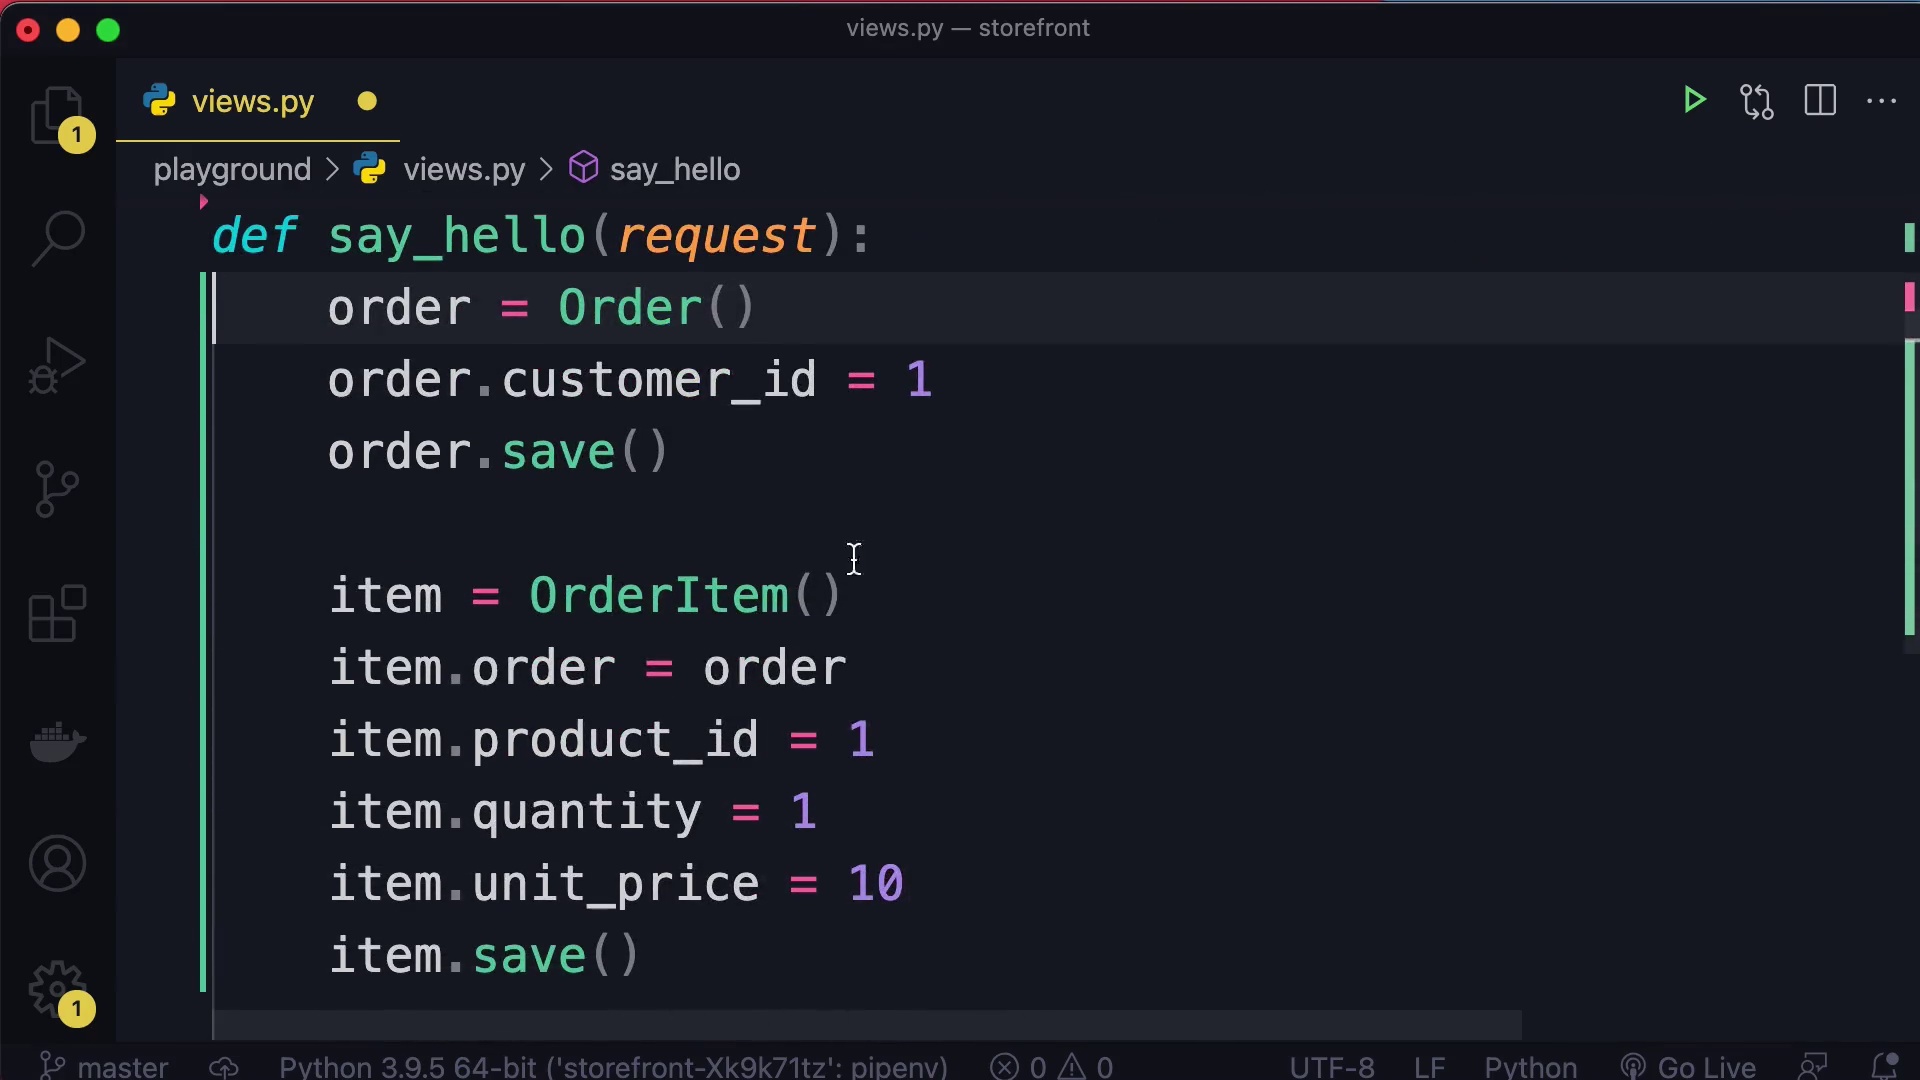 views.py — storefront
views.py
1
playground > views.py > say_hello
def say_hello(request):
    order = Order()
    order.customer_id = 1
    order.save()

    item = OrderItem()
    item.order = order
    item.product_id = 1
    item.quantity = 1
    item.unit_price = 10
    item.save()
1
master Python 3.9.5 64-bit ('storefront-Xk9k71tz': pipenv) 0 0 UTF-8 LF Python Go Live